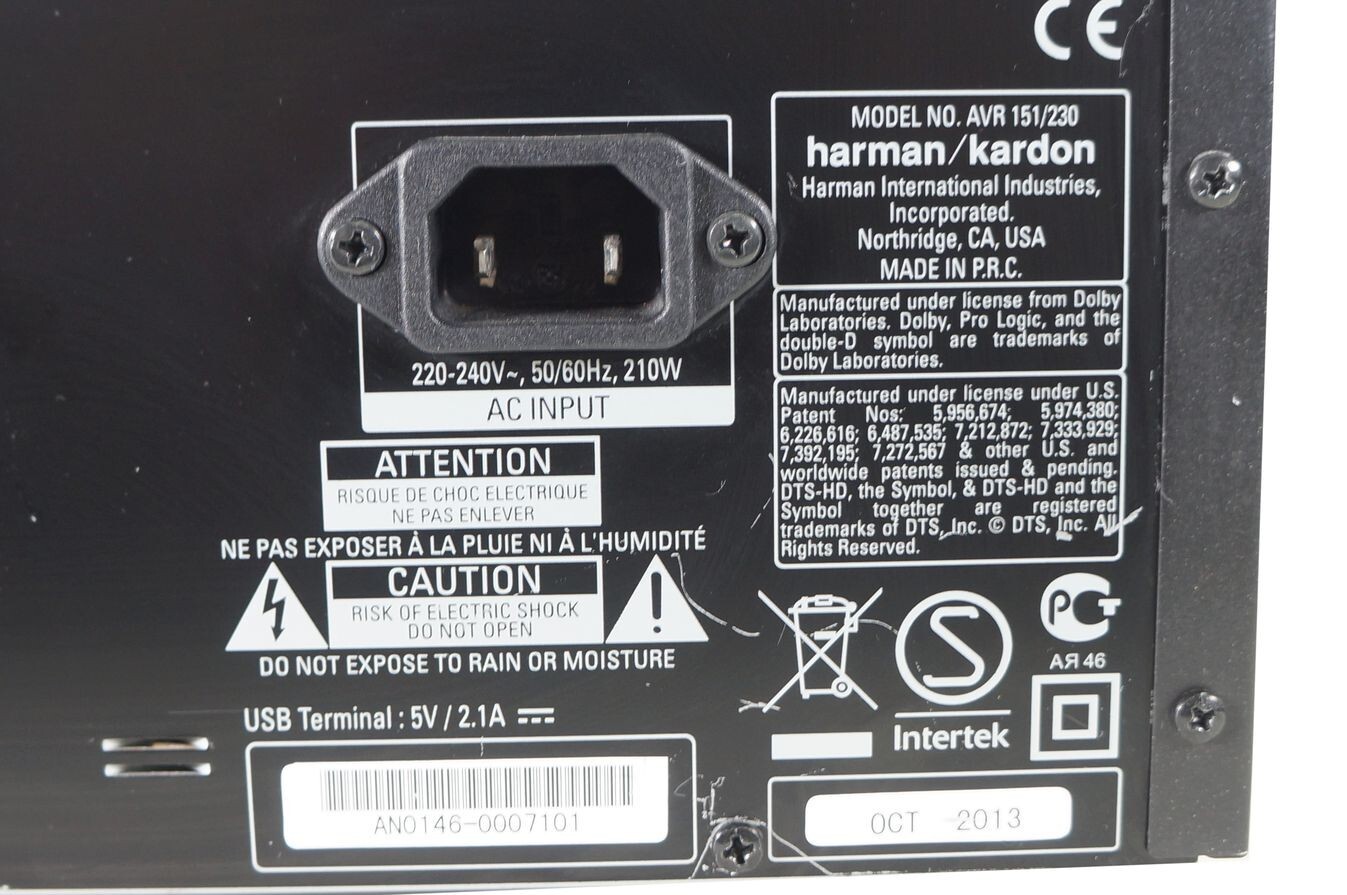 CE
MODEL NO. AVR 151/230
harman/kardon
Harman International Industries,
Incorporated.
Northridge, CA, USA
MADE IN P.R.C.
Manufactured under license from Dolby
Laboratories. Dolby, Pro Logic, and the
double-D symbol are trademarks of
Dolby Laboratories.
Manufactured under license under U.S.
Patent Nos: 5,956,674; 5,974,380;
6,226,616; 6,487,535; 7,212,872; 7,333,929;
7,392,195; 7,272,567 & other U.S. and
worldwide patents issued & pending.
DTS-HD, the Symbol, & DTS-HD and the
Symbol together are registered
trademarks of DTS, Inc. © DTS, Inc. All
Rights Reserved.
220-240V~, 50/60Hz, 210W
AC INPUT
ATTENTION
RISQUE DE CHOC ELECTRIQUE
NE PAS ENLEVER
NE PAS EXPOSER À LA PLUIE NI À L'HUMIDITÉ
CAUTION
RISK OF ELECTRIC SHOCK
DO NOT OPEN
DO NOT EXPOSE TO RAIN OR MOISTURE
S
Intertek
РСТ
АЯ 46
USB Terminal : 5V / 2.1A
AN0146-0007101
OCT 2013